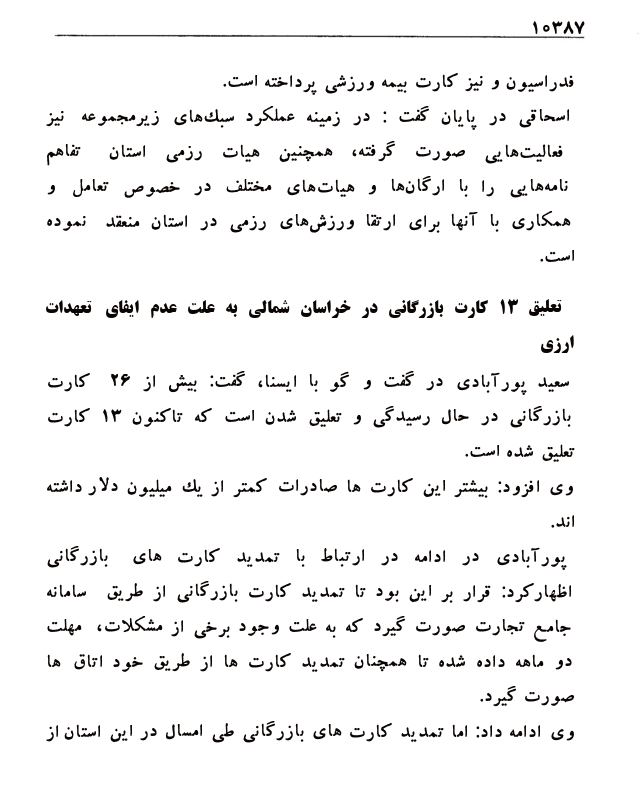 ۱۰۳۸۷
فدراسیون و نیز کارت بیمه ورزشی پرداخته است.
اسحاقی در پایان گفت : در زمینه عملکرد سبك‌های زیرمجموعه نیز
فعالیت‌هایی صورت گرفته، همچنین هیات رزمی استان تفاهم
نامه‌هایی را با ارگان‌ها و هیات‌های مختلف در خصوص تعامل و
همکاری با آنها برای ارتقا ورزش‌های رزمی در استان منعقد نموده
است.
تعلیق ۱۳ کارت بازرگانی در خراسان شمالی به علت عدم ایفای تعهدات
ارزی
سعید پورآبادی در گفت و گو با ایسنا، گفت: بیش از ۲۶ کارت
بازرگانی در حال رسیدگی و تعلیق شدن است که تاکنون ۱۳ کارت
تعلیق شده است.
وی افزود: بیشتر این کارت ها صادرات کمتر از یك میلیون دلار داشته
اند.
پورآبادی در ادامه در ارتباط با تمدید کارت های بازرگانی
اظهارکرد: قرار بر این بود تا تمدید کارت بازرگانی از طریق سامانه
جامع تجارت صورت گیرد که به علت وجود برخی از مشکلات، مهلت
دو ماهه داده شده تا همچنان تمدید کارت ها از طریق خود اتاق ها
صورت گیرد.
وی ادامه داد: اما تمدید کارت های بازرگانی طی امسال در این استان از